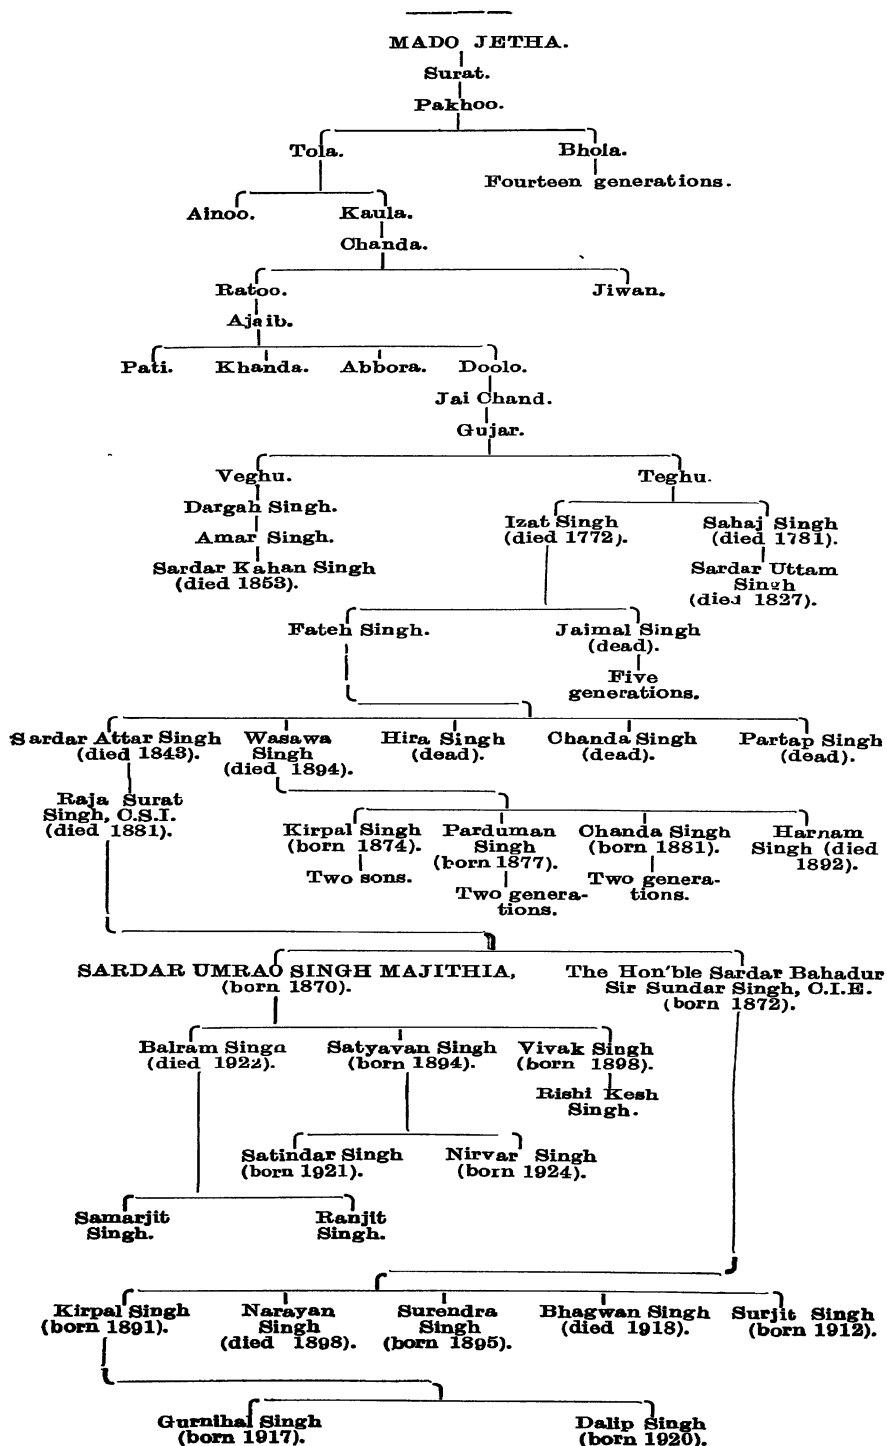 MADO JETHA.
Surat.
Pakhoo.
Tola. Bhola.
Fourteen generations.
Ainoo. Kaula.
Chanda.
Ratoo. Jiwan.
Ajaib.
Pati. Khanda. Abbora. Doolo.
Jai Chand.
Gujar.
Veghu. Teghu.
Dargah Singh.
Izat Singh Sahaj Singh
(died 1772). (died 1781).
Amar Singh.
Sardar Kahan Singh Sardar Uttam
(died 1853). Singh
(died 1827).
Fateh Singh. Jaimal Singh
(dead).
Five
generations.
Sardar Attar Singh Wasawa Hira Singh Chanda Singh Partap Singh
(died 1843). Singh (dead). (dead). (dead).
(died 1894).
Raja Surat
Singh, C.S.I.
(died 1881).
Kirpal Singh Parduman Chanda Singh Harnam
(born 1874). Singh (born 1881). Singh (died
(born 1877). 1892).
Two sons. Two genera-
Two genera- tions.
tions.
SARDAR UMRAO SINGH MAJITHIA, The Hon'ble Sardar Bahadur
(born 1870). Sir Sundar Singh, C.I.E.
(born 1872).
Balram Singh Satyavan Singh Vivak Singh
(died 1922). (born 1894). (born 1898).
Rishi Kesh
Singh.
Satindar Singh Nirvar Singh
(born 1921). (born 1924).
Samarjit Ranjit
Singh. Singh.
Kirpal Singh Narayan Surendra Bhagwan Singh Surjit Singh
(born 1891). Singh Singh (died 1918). (born 1912).
(died 1898). (born 1895).
Gurnihal Singh Dalip Singh
(born 1917). (born 1920).